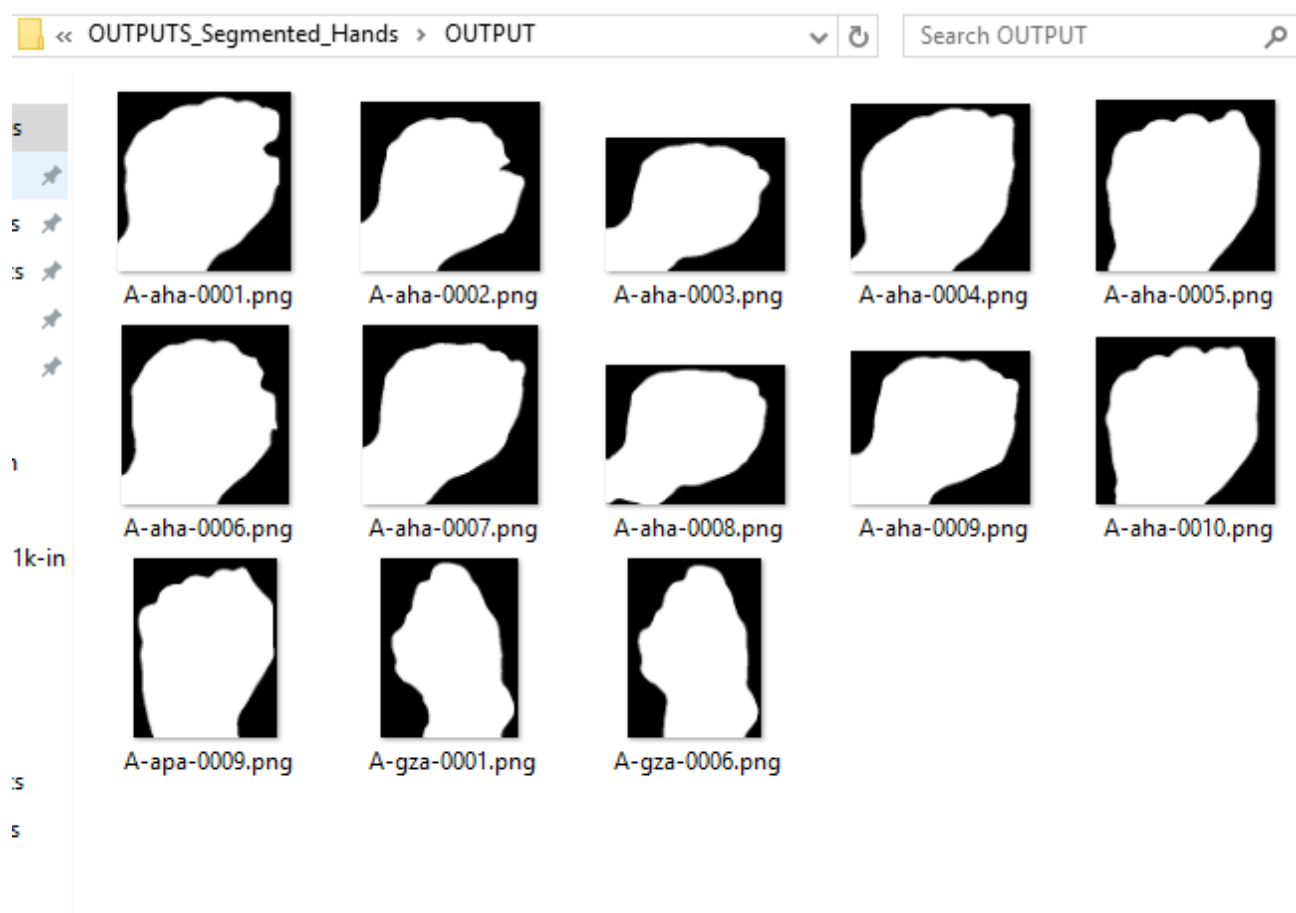 « OUTPUTS_Segmented_Hands › OUTPUT
Search OUTPUT
s
A-aha-0001.png A-aha-0002.png A-aha-0003.png A-aha-0004.png A-aha-0005.png
s
:s
A-aha-0006.png A-aha-0007.png A-aha-0008.png A-aha-0009.png A-aha-0010.png
1k-in
A-apa-0009.png A-gza-0001.png A-gza-0006.png
:s
s